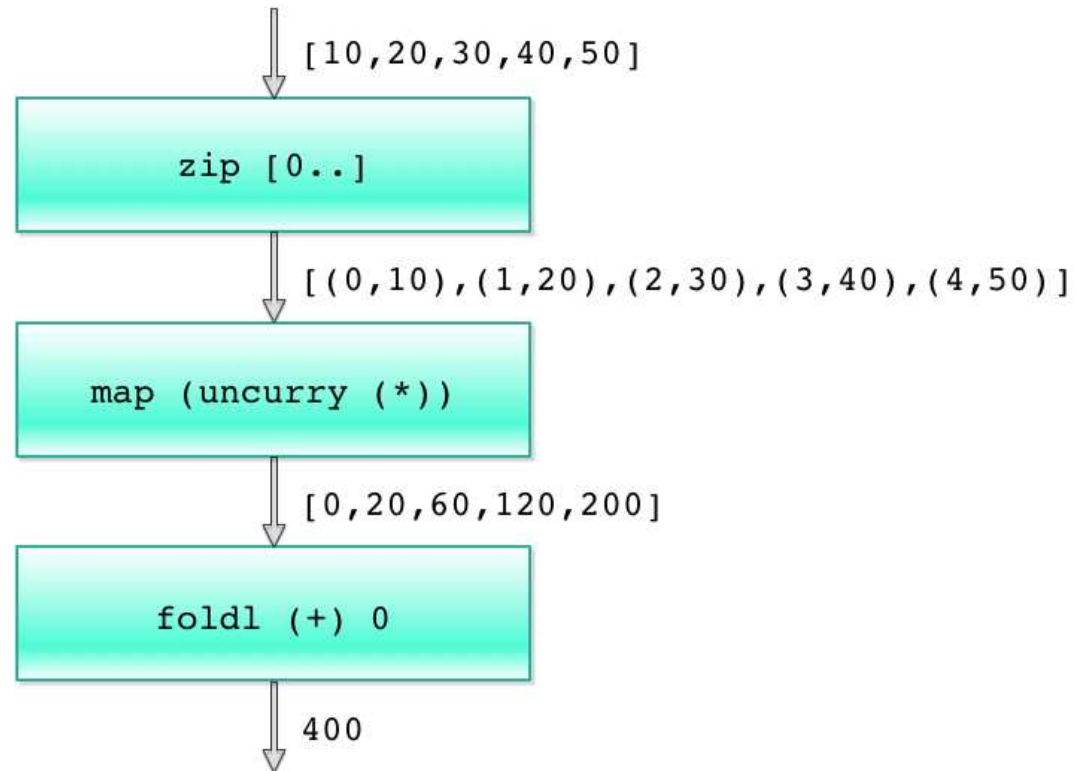 [10,20,30,40,50]
zip [0..]
[(0,10),(1,20),(2,30),(3,40),(4,50)]
map (uncurry (*))
[0,20,60,120,200]
foldl (+) 0
400